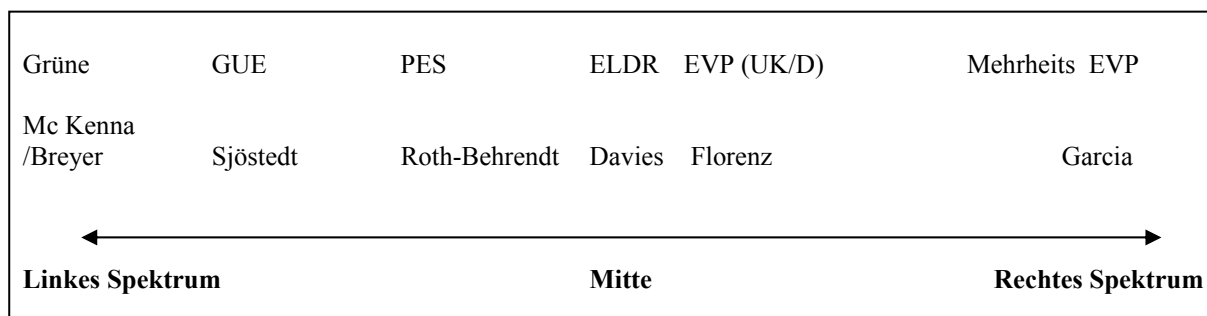 Grüne GUE PES ELDR EVP (UK/D) Mehrheits EVP
Mc Kenna
/Breyer Sjöstedt Roth-Behrendt Davies Florenz Garcia
Linkes Spektrum Mitte Rechtes Spektrum